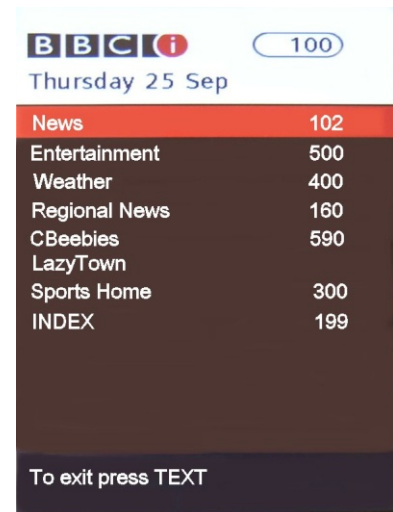 BBCi 100
Thursday 25 Sep
News 102
Entertainment 500
Weather 400
Regional News 160
CBeebies 590
LazyTown
Sports Home 300
INDEX 199
To exit press TEXT